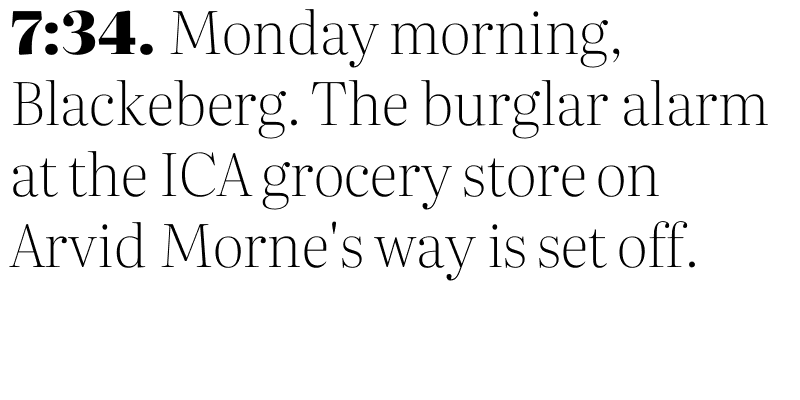 7:34. Monday morning,
Blackeberg. The burglar alarm
at the ICA grocery store on
Arvid Morne's way is set off.